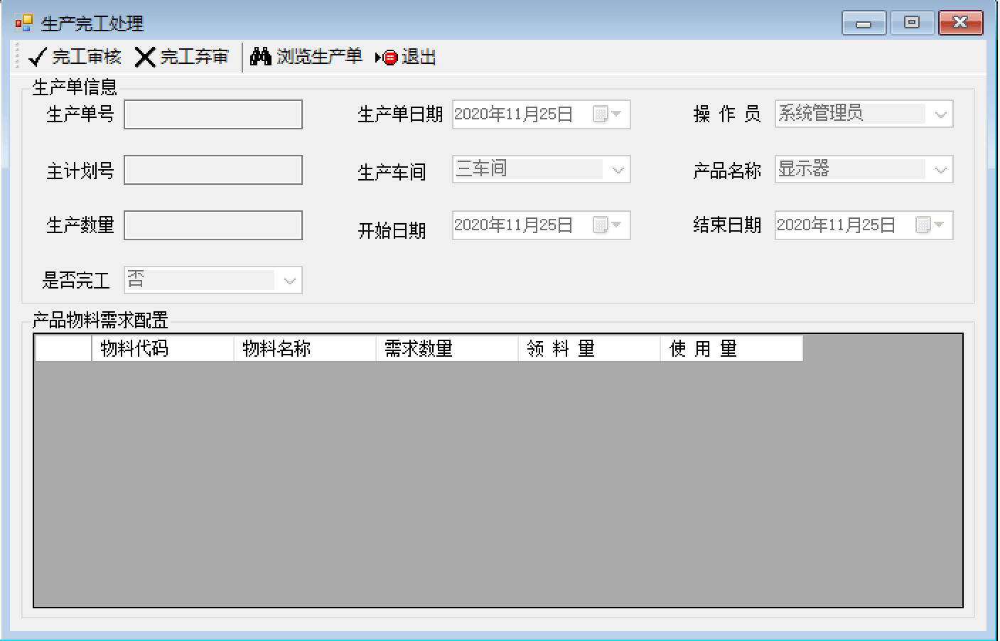 生产完工处理
完工审核 完工弃审 浏览生产单 退出
生产单信息
生产单号 生产单日期 2020年11月25日 操 作 员 系统管理员
主计划号 生产车间 三车间 产品名称 显示器
生产数量 开始日期 2020年11月25日 结束日期 2020年11月25日
是否完工 否
产品物料需求配置
物料代码 物料名称 需求数量 领 料 量 使 用 量